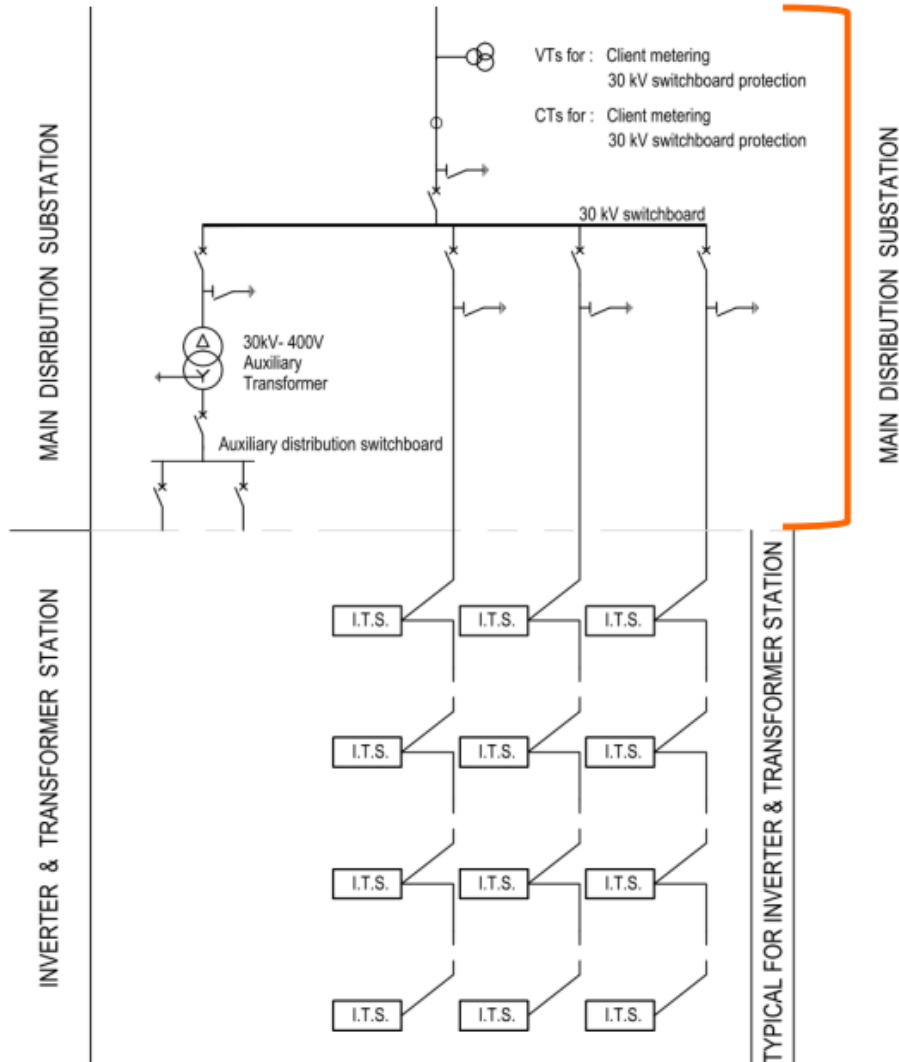 VTs for : Client metering
30 kV switchboard protection
CTs for : Client metering
30 kV switchboard protection
MAIN DISRIBUTION SUBSTATION
MAIN DISRIBUTION SUBSTATION
30 kV switchboard
30kV- 400V
Auxiliary
Transformer
Auxiliary distribution switchboard
INVERTER & TRANSFORMER STATION
TYPICAL FOR INVERTER & TRANSFORMER STATION
I.T.S. I.T.S. I.T.S.
I.T.S. I.T.S. I.T.S.
I.T.S. I.T.S. I.T.S.
I.T.S. I.T.S. I.T.S.